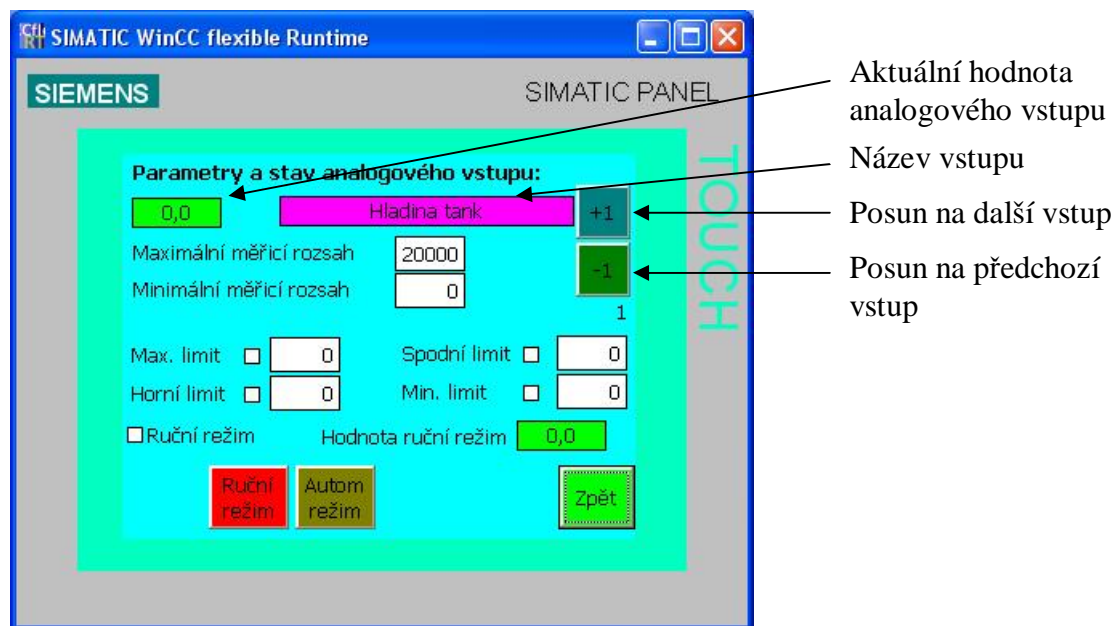 SIMATIC WinCC flexible Runtime
SIEMENS
SIMATIC PANEL
TOUCH
Parametry a stav analogového vstupu:
0,0
Hladina tank
+1
Maximální měřicí rozsah
20000
-1
Minimální měřicí rozsah
0
1
Max. limit
0
Spodní limit
0
Horní limit
0
Min. limit
0
Ruční režim
Hodnota ruční režim
0,0
Ruční
režim
Autom
režim
Zpět
Aktuální hodnota
analogového vstupu
Název vstupu
Posun na další vstup
Posun na předchozí
vstup